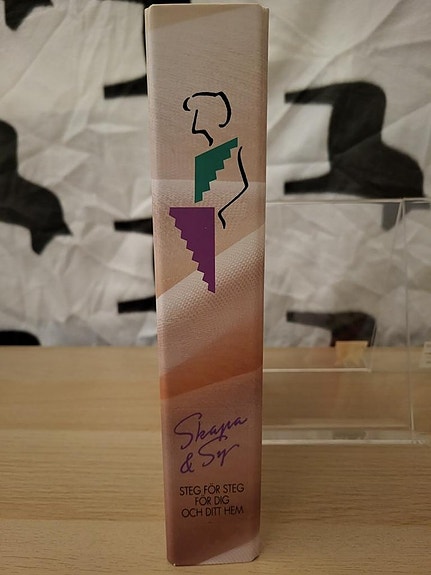 Skapa
& Sy
STEG FÖR STEG
FÖR DIG
OCH DITT HEM